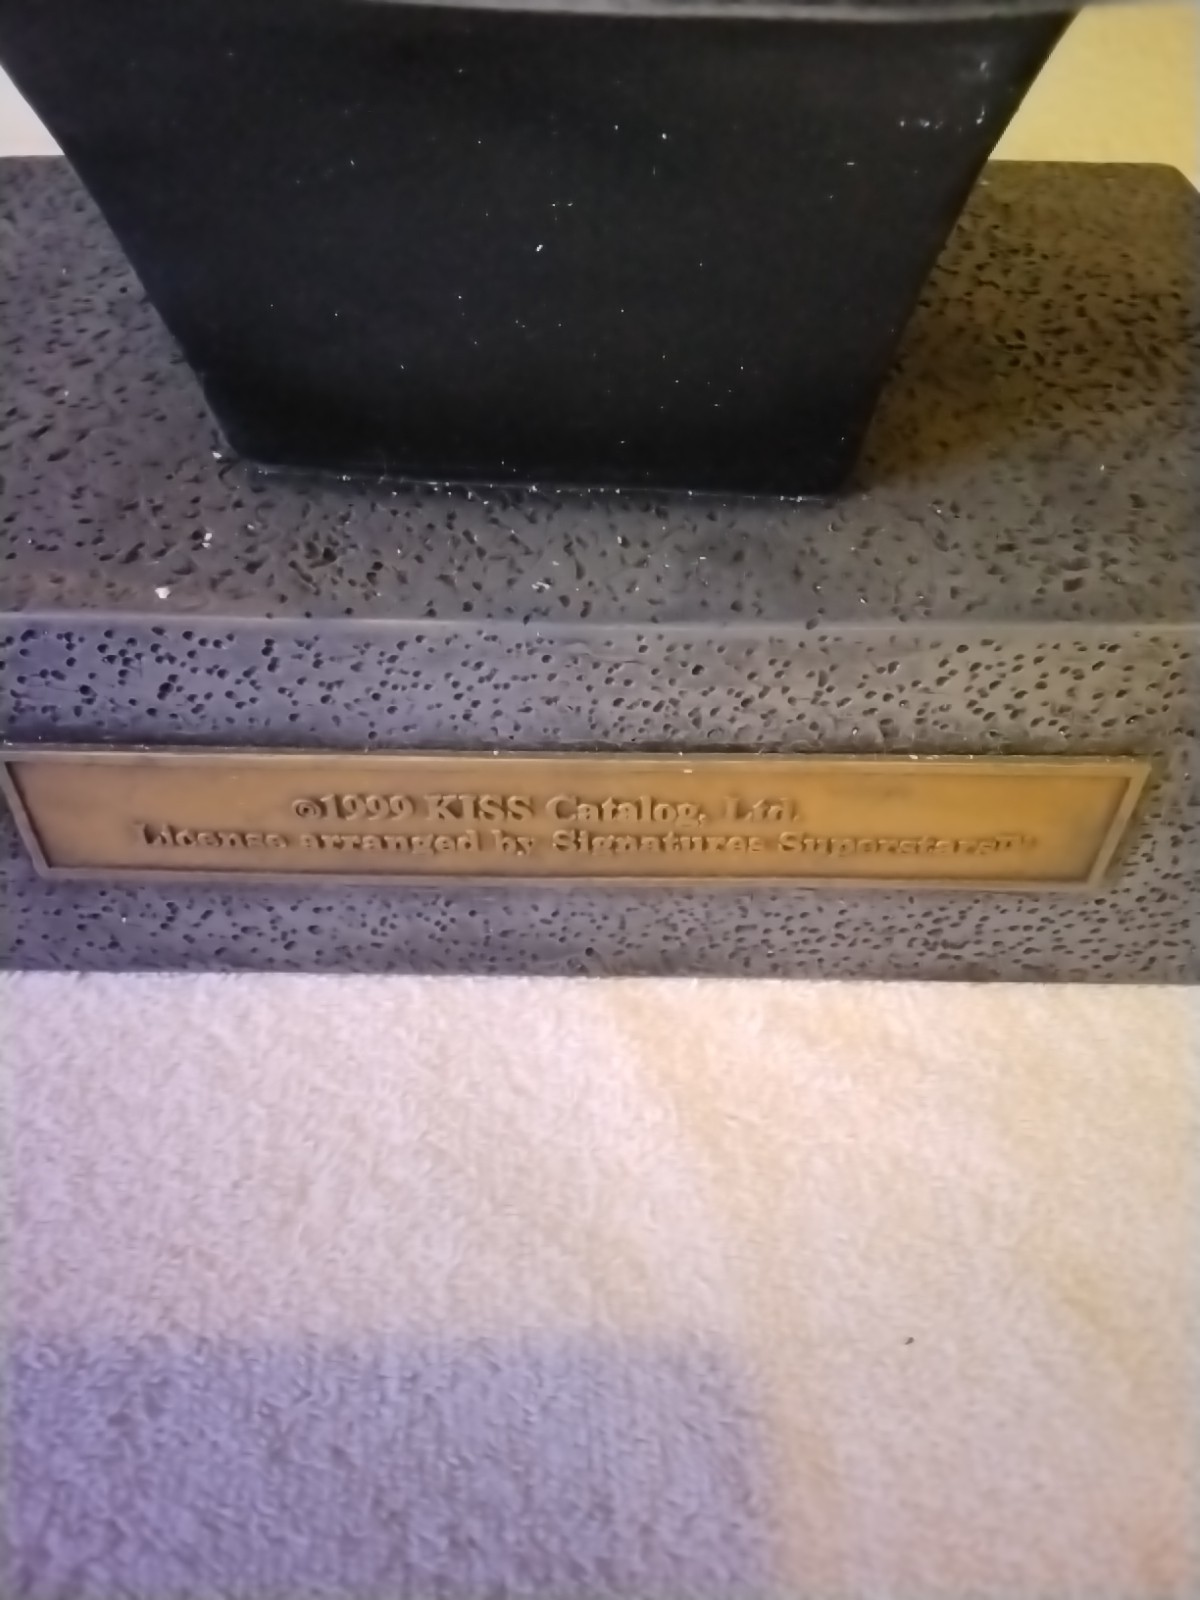 ©1999 KISS Catalog, Ltd.
License arranged by Signatures Superstars™